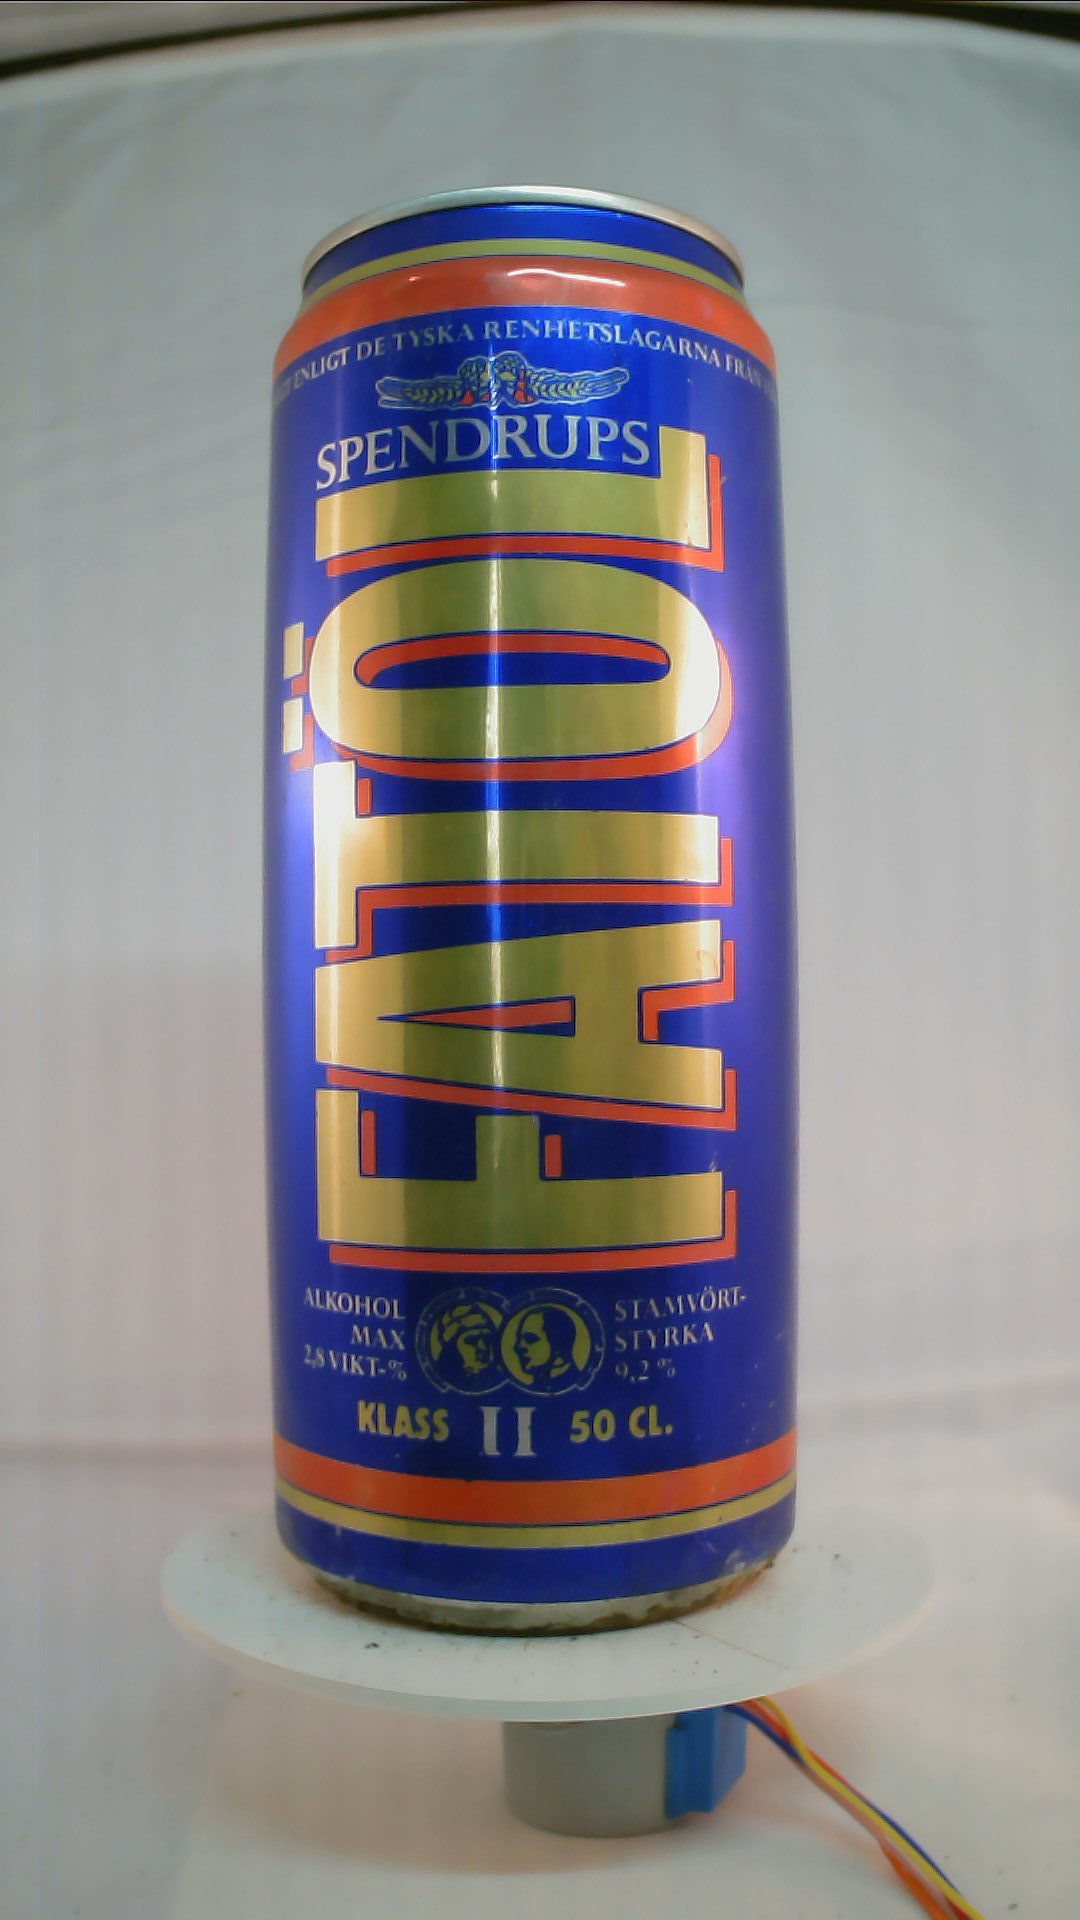 ENLIGT DE TYSKA RENHETSLAGARNA FRÅN
SPENDRUPS
FATÖL
ALKOHOL
MAX
2,8 VIKT-%
STAMVÖRT-
STYRKA
9,2 %
KLASS II 50 CL.